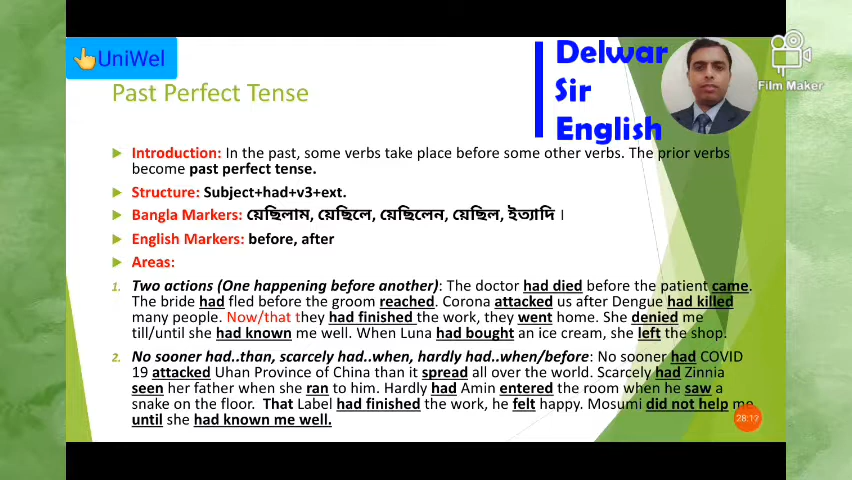 👆UniWel
Delwar
Sir
English
Film Maker
Past Perfect Tense
Introduction: In the past, some verbs take place before some other verbs. The prior verbs
become past perfect tense.
Structure: Subject+had+v3+ext.
Bangla Markers: য়েছিলাম, য়েছিলে, য়েছিলেন, য়েছিল, ইত্যাদি ।
English Markers: before, after
Areas:
1. Two actions (One happening before another): The doctor had died before the patient came.
The bride had fled before the groom reached. Corona attacked us after Dengue had killed
many people. Now/that they had finished the work, they went home. She denied me
till/until she had known me well. When Luna had bought an ice cream, she left the shop.
2. No sooner had..than, scarcely had..when, hardly had..when/before: No sooner had COVID
19 attacked Uhan Province of China than it spread all over the world. Scarcely had Zinnia
seen her father when she ran to him. Hardly had Amin entered the room when he saw a
snake on the floor. That Label had finished the work, he felt happy. Mosumi did not help me
until she had known me well.
28:12